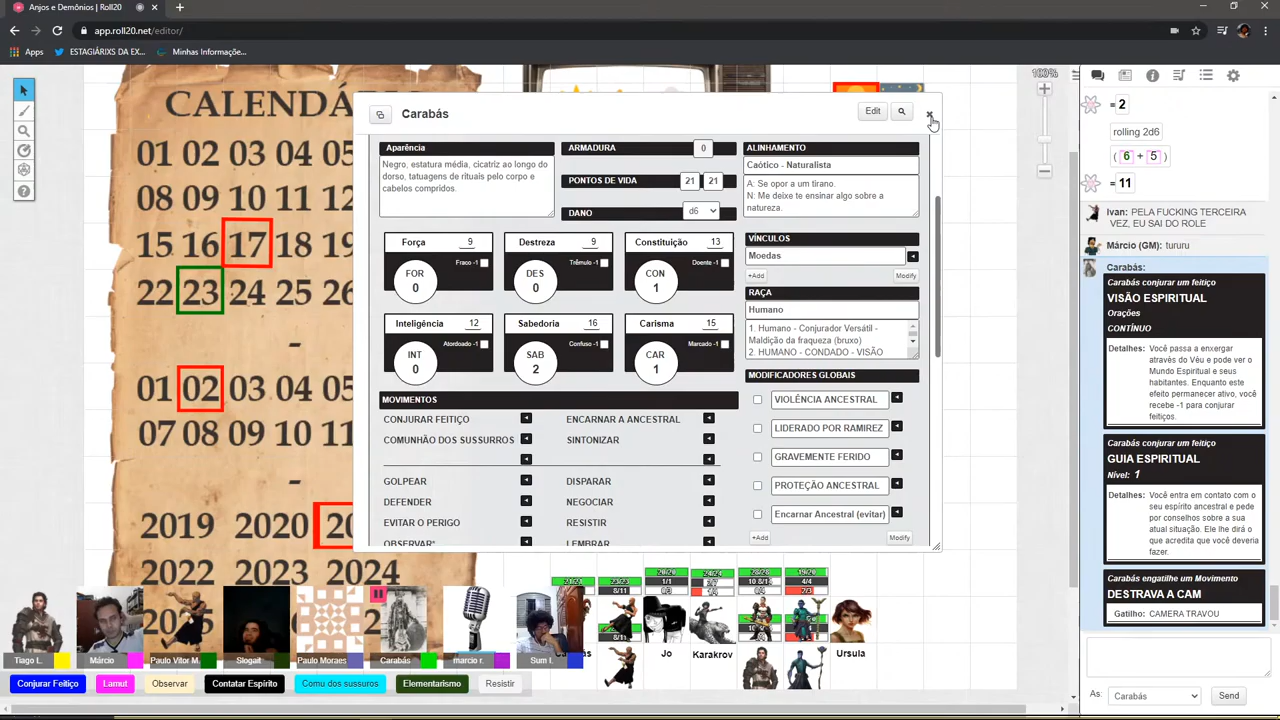 Anjos e Demônios | Roll20
app.roll20.net/editor/
Apps
ESTAGIÁRIXS DA EX...
Minhas Informaçõe...
CALENDÁ
01 02 03 04 05
08 09 10 11
15 16 17 18 19
22 23 24 25 26
-
01 02 03 04 05
07 08 09 10 11
-
2019 2020 20
2022 2023 2024
Carabás
Edit
Aparência
Negro, estatura média, cicatriz ao longo do
dorso, tatuagens de rituais pelo corpo e
cabelos compridos.
ARMADURA 0
PONTOS DE VIDA 21 21
DANO d6
ALINHAMENTO
Caótico - Naturalista
A: Se opor a um tirano.
N: Me deixe te ensinar algo sobre a
natureza.
Força 9
Fraco -1
FOR
0
Destreza 9
Trêmulo -1
DES
0
Constituição 13
Doente -1
CON
1
Inteligência 12
Atordoado -1
INT
0
Sabedoria 16
Confuso -1
SAB
2
Carisma 15
Marcado -1
CAR
1
VÍNCULOS
Moedas
+Add
Modify
RAÇA
Humano
1. Humano - Conjurador Versátil -
Maldição da fraqueza (bruxo)
2. HUMANO - CONDADO - VISÃO
MODIFICADORES GLOBAIS
VIOLÊNCIA ANCESTRAL
LIDERADO POR RAMIREZ
GRAVEMENTE FERIDO
PROTEÇÃO ANCESTRAL
Encarnar Ancestral (evitar)
+Add
Modify
MOVIMENTOS
CONJURAR FEITIÇO
ENCARNAR A ANCESTRAL
COMUNHÃO DOS SUSSUROS
SINTONIZAR
GOLPEAR
DISPARAR
DEFENDER
NEGOCIAR
EVITAR O PERIGO
RESISTIR
OBSERVAR*
LEMBRAR
100%
= 2
rolling 2d6
( 6 + 5 )
= 11
Ivan: PELA FUCKING TERCEIRA
VEZ, EU SAI DO ROLE
Márcio (GM): tururu
Carabás:
Carabás conjurar um feitiço
VISÃO ESPIRITUAL
Orações
CONTÍNUO
Detalhes: Você passa a enxergar
através do Véu e pode ver o
Mundo Espiritual e seus
habitantes. Enquanto este
efeito permanecer ativo, você
recebe -1 para conjurar
feitiços.
Carabás conjurar um feitiço
GUIA ESPIRITUAL
Nível: 1
Detalhes: Você entra em contato com o
seu espírito ancestral e pede
por conselhos sobre a sua
atual situação. Ele lhe dirá o
que acredita que você deveria
fazer.
Carabás engatilhe um Movimento
DESTRAVA A CAM
Gatilho: CAMERA TRAVOU
As: Carabás
Send
Jo
Karakrov
Ursula
Tiago L.
Márcio
Paulo Vitor M.
Slogait
Paulo Moraes
Carabás
marcio r.
Sum I.
Conjurar Feitiço
Lamut
Observar
Contatar Espírito
Comu dos sussuros
Elementarismo
Resistir